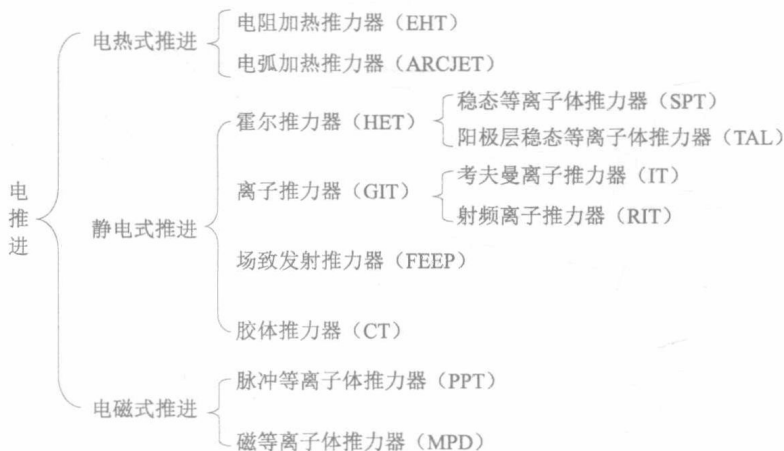 电推进
电热式推进
电阻加热推力器（EHT）
电弧加热推力器（ARCJET）
静电式推进
霍尔推力器（HET）
稳态等离子体推力器（SPT）
阳极层稳态等离子体推力器（TAL）
离子推力器（GIT）
考夫曼离子推力器（IT）
射频离子推力器（RIT）
场致发射推力器（FEEP）
胶体推力器（CT）
电磁式推进
脉冲等离子体推力器（PPT）
磁等离子体推力器（MPD）